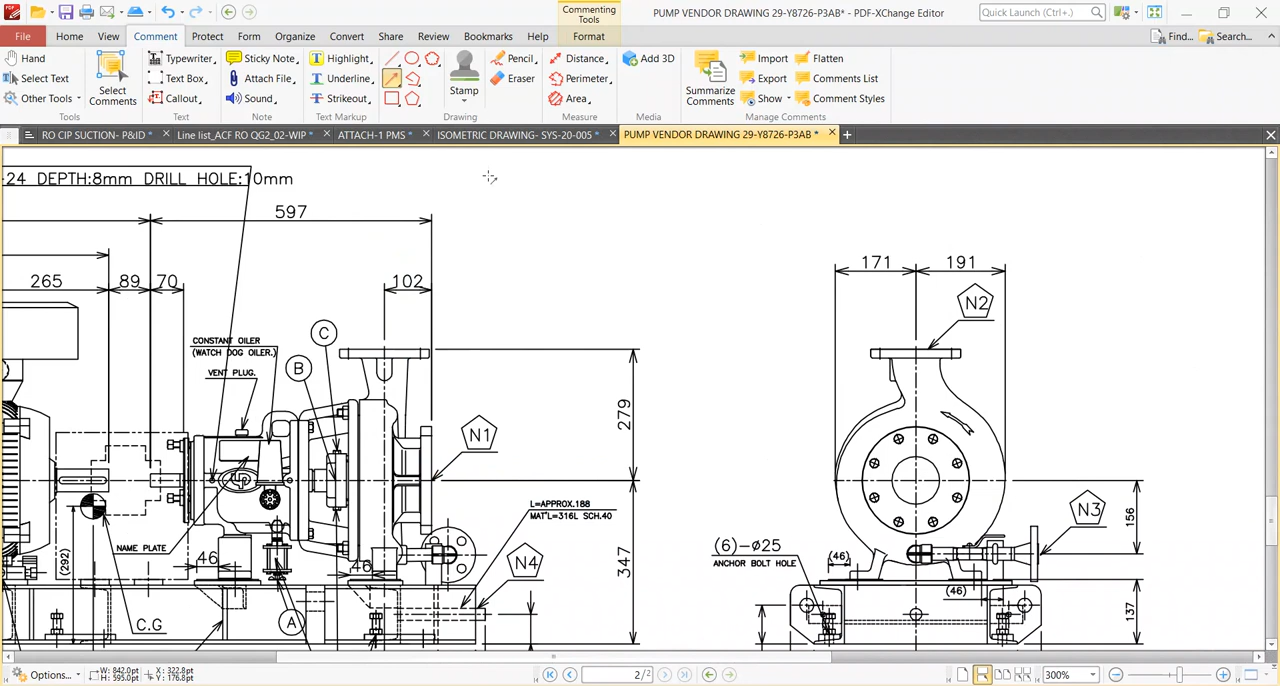 Commenting
Tools
PUMP VENDOR DRAWING 29-Y8726-P3AB* - PDF-XChange Editor
Quick Launch (Ctrl+.)
File
Home
View
Comment
Protect
Form
Organize
Convert
Share
Review
Bookmarks
Help
Format
Find...
Search...
Hand
Typewriter
Sticky Note
Highlight
Pencil
Distance
Add 3D
Import
Flatten
Select Text
Text Box
Attach File
Underline
Eraser
Perimeter
Export
Comments List
Other Tools
Callout
Sound
Strikeout
Area
Show
Comment Styles
Select
Comments
Stamp
Summarize
Comments
Tools
Text
Note
Text Markup
Drawing
Measure
Media
Manage Comments
RO CIP SUCTION- P&ID *
Line list_ACF RO QG2_02-WIP *
ATTACH-1 PMS *
ISOMETRIC DRAWING- SYS-20-005 *
PUMP VENDOR DRAWING 29-Y8726-P3AB *
-24 DEPTH:8mm DRILL HOLE:10mm
597
265
89
70
102
171
191
N2
CONSTANT OILER
(WATCH DOG OILER.)
VENT PLUG.
C
B
279
N1
L=APPROX.188
MAT'L=316L SCH.40
N3
156
NAME PLATE
(292)
46
46
N4
347
(6)-ø25
ANCHOR BOLT HOLE
(46)
(46)
137
A
C.G
Options...
W: 842.0pt
H: 595.0pt
X: 322.8pt
Y: 176.8pt
2/2
300%